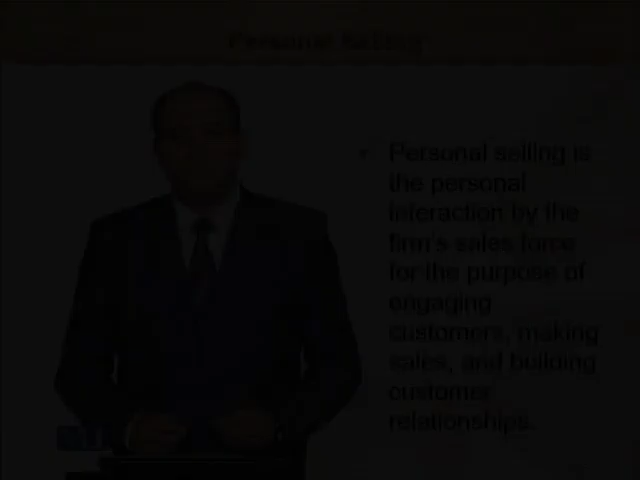 Personal Selling
• Personal selling is
the personal
interaction by the
firm's sales force
for the purpose of
engaging
customers, making
sales, and building
customer
relationships.